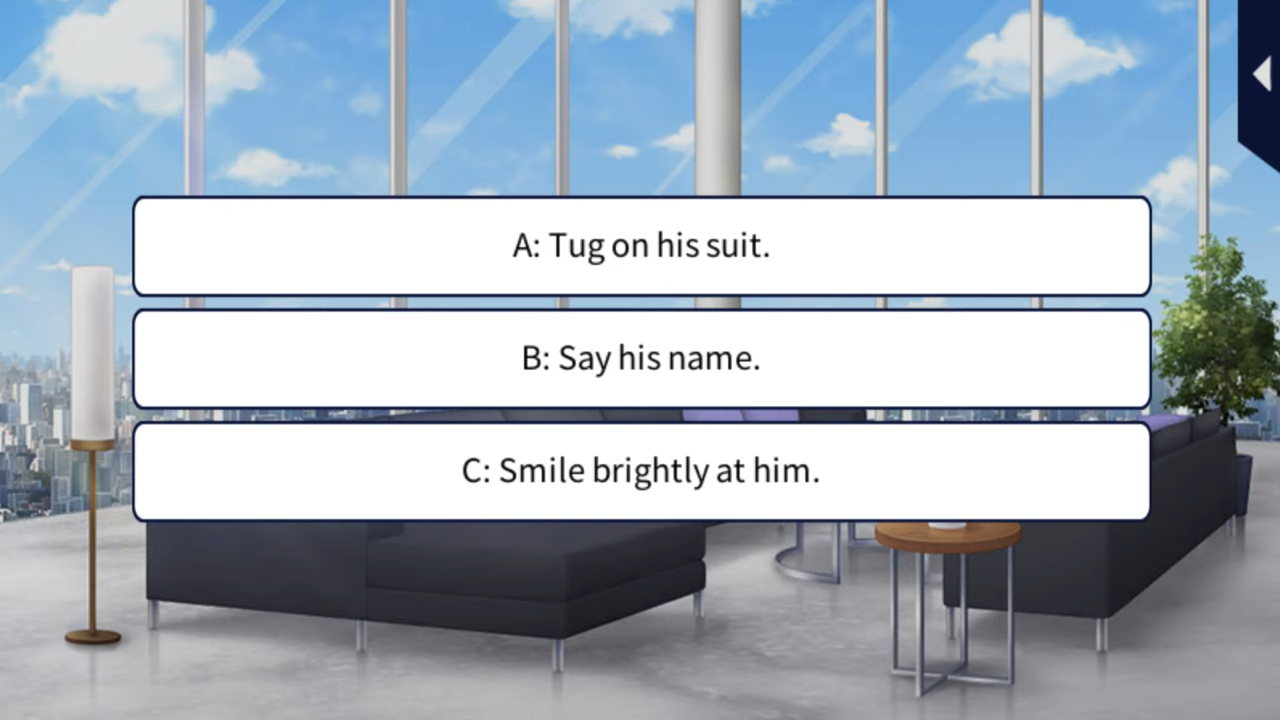 A: Tug on his suit.
B: Say his name.
C: Smile brightly at him.